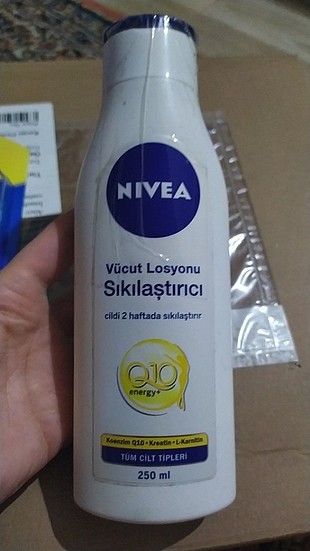 NIVEA
Vücut Losyonu
Sıkılaştırıcı
cildi 2 haftada sıkılaştırır
Q10
energy+
Koenzim Q10 • Kreatin • L-Karnitin
TÜM CİLT TİPLERİ
250 ml